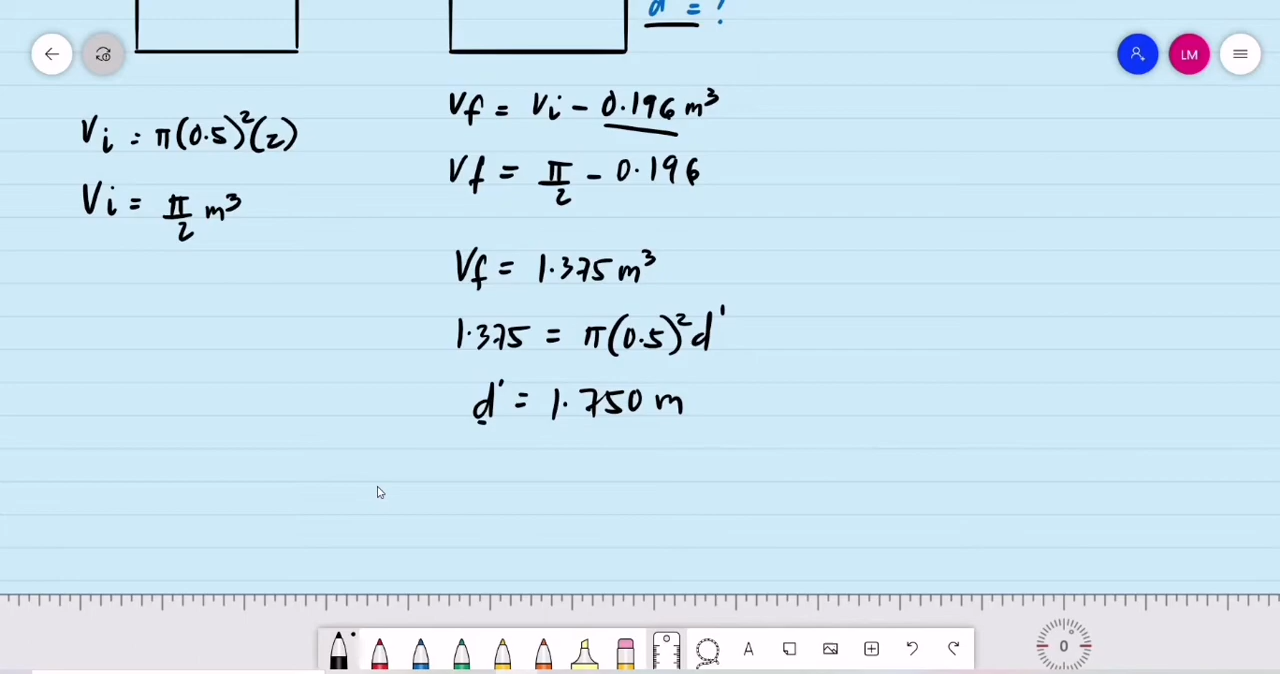 d' = ?
LM
Vi = π(0.5)²(2)
Vi = π/2 m³
Vf = Vi - 0.196 m³
Vf = π/2 - 0.196
Vf = 1.375 m³
1.375 = π(0.5)²d'
d' = 1.750 m
0°
A